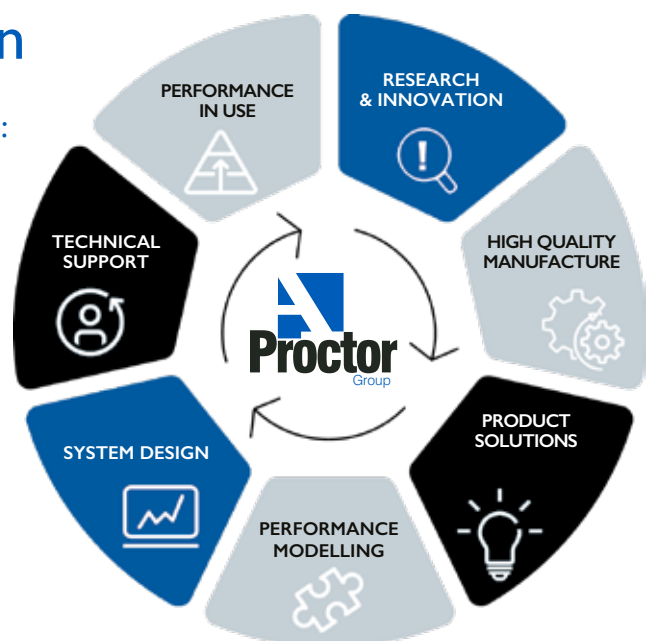 n
:
PERFORMANCE
IN USE
RESEARCH
& INNOVATION
HIGH QUALITY
MANUFACTURE
PRODUCT
SOLUTIONS
PERFORMANCE
MODELLING
SYSTEM DESIGN
TECHNICAL
SUPPORT
A
Proctor
Group